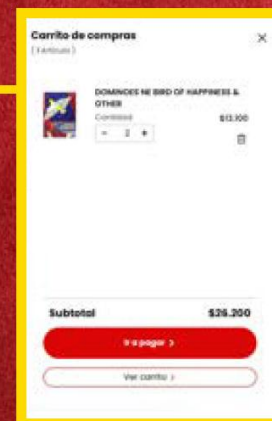 Carrito de compras
( 1 Artículo )
DOMINOES NE BIRD OF HAPPINESS &
OTHER
Cantidad
$13.100
- 2 +
Subtotal $26.200
Ir a pagar >
Ver carrito >